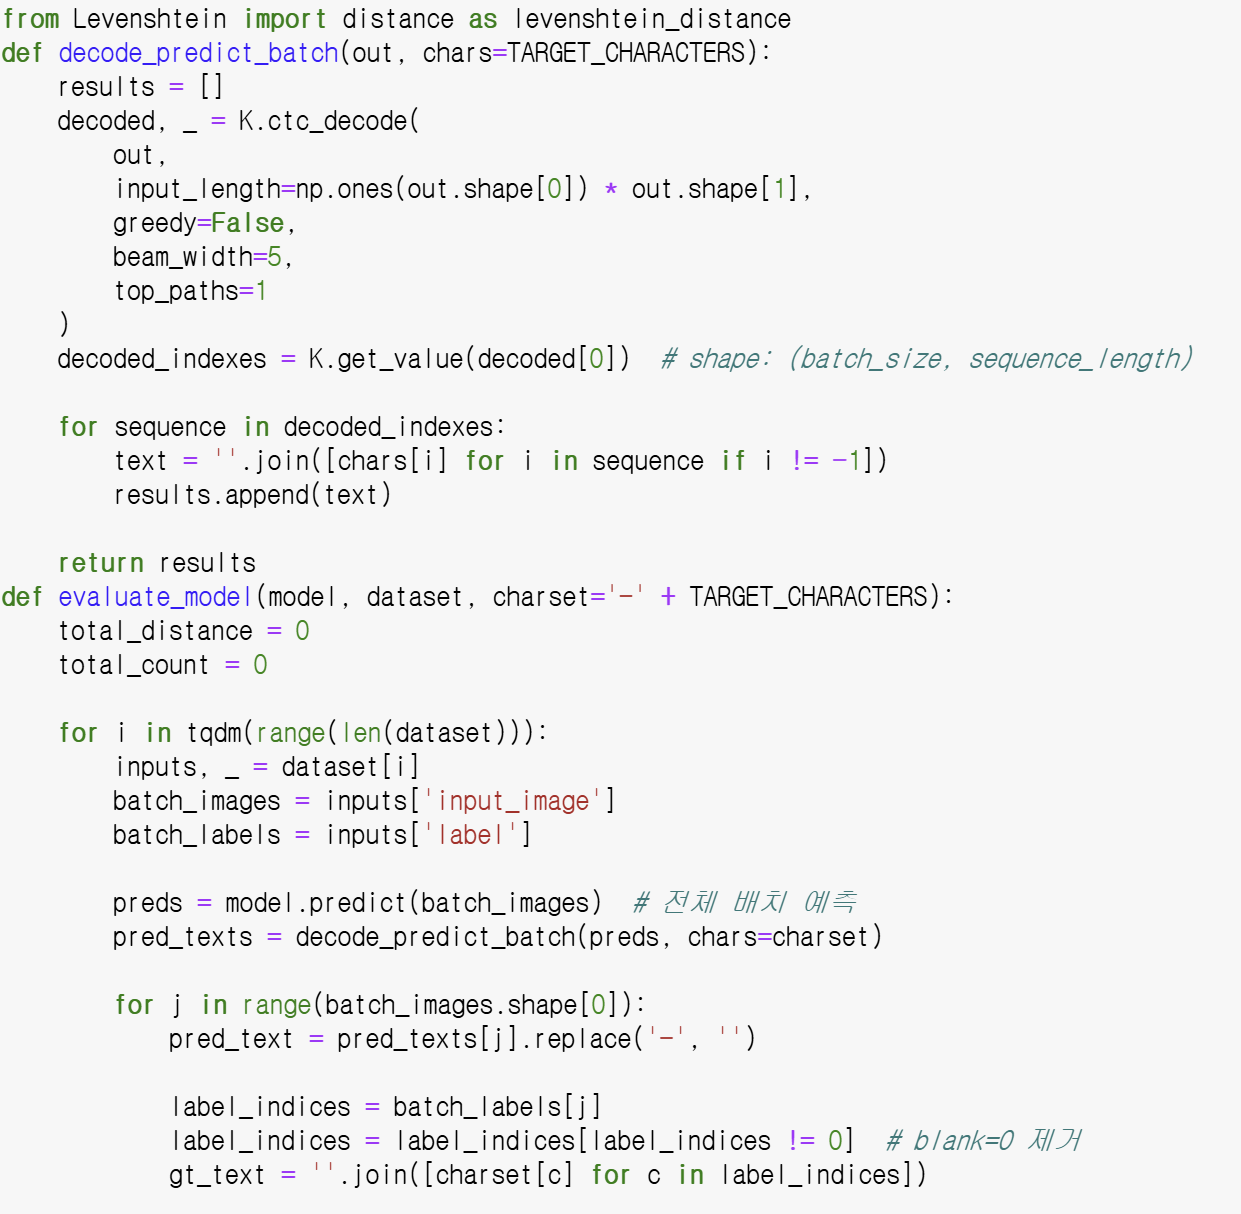 from Levenshtein import distance as levenshtein_distance
def decode_predict_batch(out, chars=TARGET_CHARACTERS):
    results = []
    decoded, _ = K.ctc_decode(
        out,
        input_length=np.ones(out.shape[0]) * out.shape[1],
        greedy=False,
        beam_width=5,
        top_paths=1
    )
    decoded_indexes = K.get_value(decoded[0])  # shape: (batch_size, sequence_length)

    for sequence in decoded_indexes:
        text = ''.join([chars[i] for i in sequence if i != -1])
        results.append(text)

    return results
def evaluate_model(model, dataset, charset='-' + TARGET_CHARACTERS):
    total_distance = 0
    total_count = 0

    for i in tqdm(range(len(dataset))):
        inputs, _ = dataset[i]
        batch_images = inputs['input_image']
        batch_labels = inputs['label']

        preds = model.predict(batch_images)  # 전체 배치 예측
        pred_texts = decode_predict_batch(preds, chars=charset)

        for j in range(batch_images.shape[0]):
            pred_text = pred_texts[j].replace('-', '')

            label_indices = batch_labels[j]
            label_indices = label_indices[label_indices != 0]  # blank=0 제거
            gt_text = ''.join([charset[c] for c in label_indices])